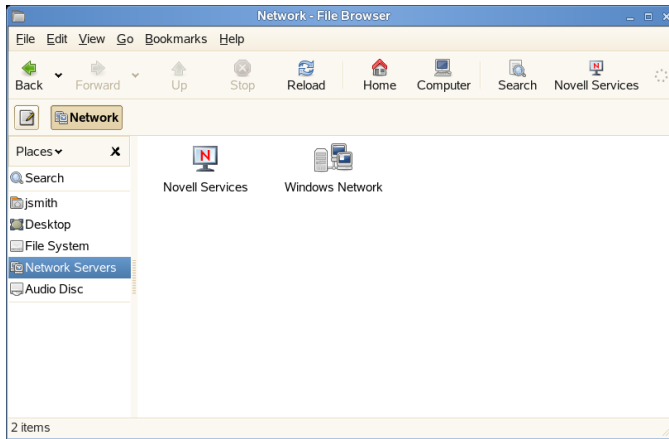 Network - File Browser
File Edit View Go Bookmarks Help
Back Forward Up Stop Reload Home Computer Search Novell Services
Network
Places
Search
jsmith
Desktop
File System
Network Servers
Audio Disc
N
Novell Services
Windows Network
2 items